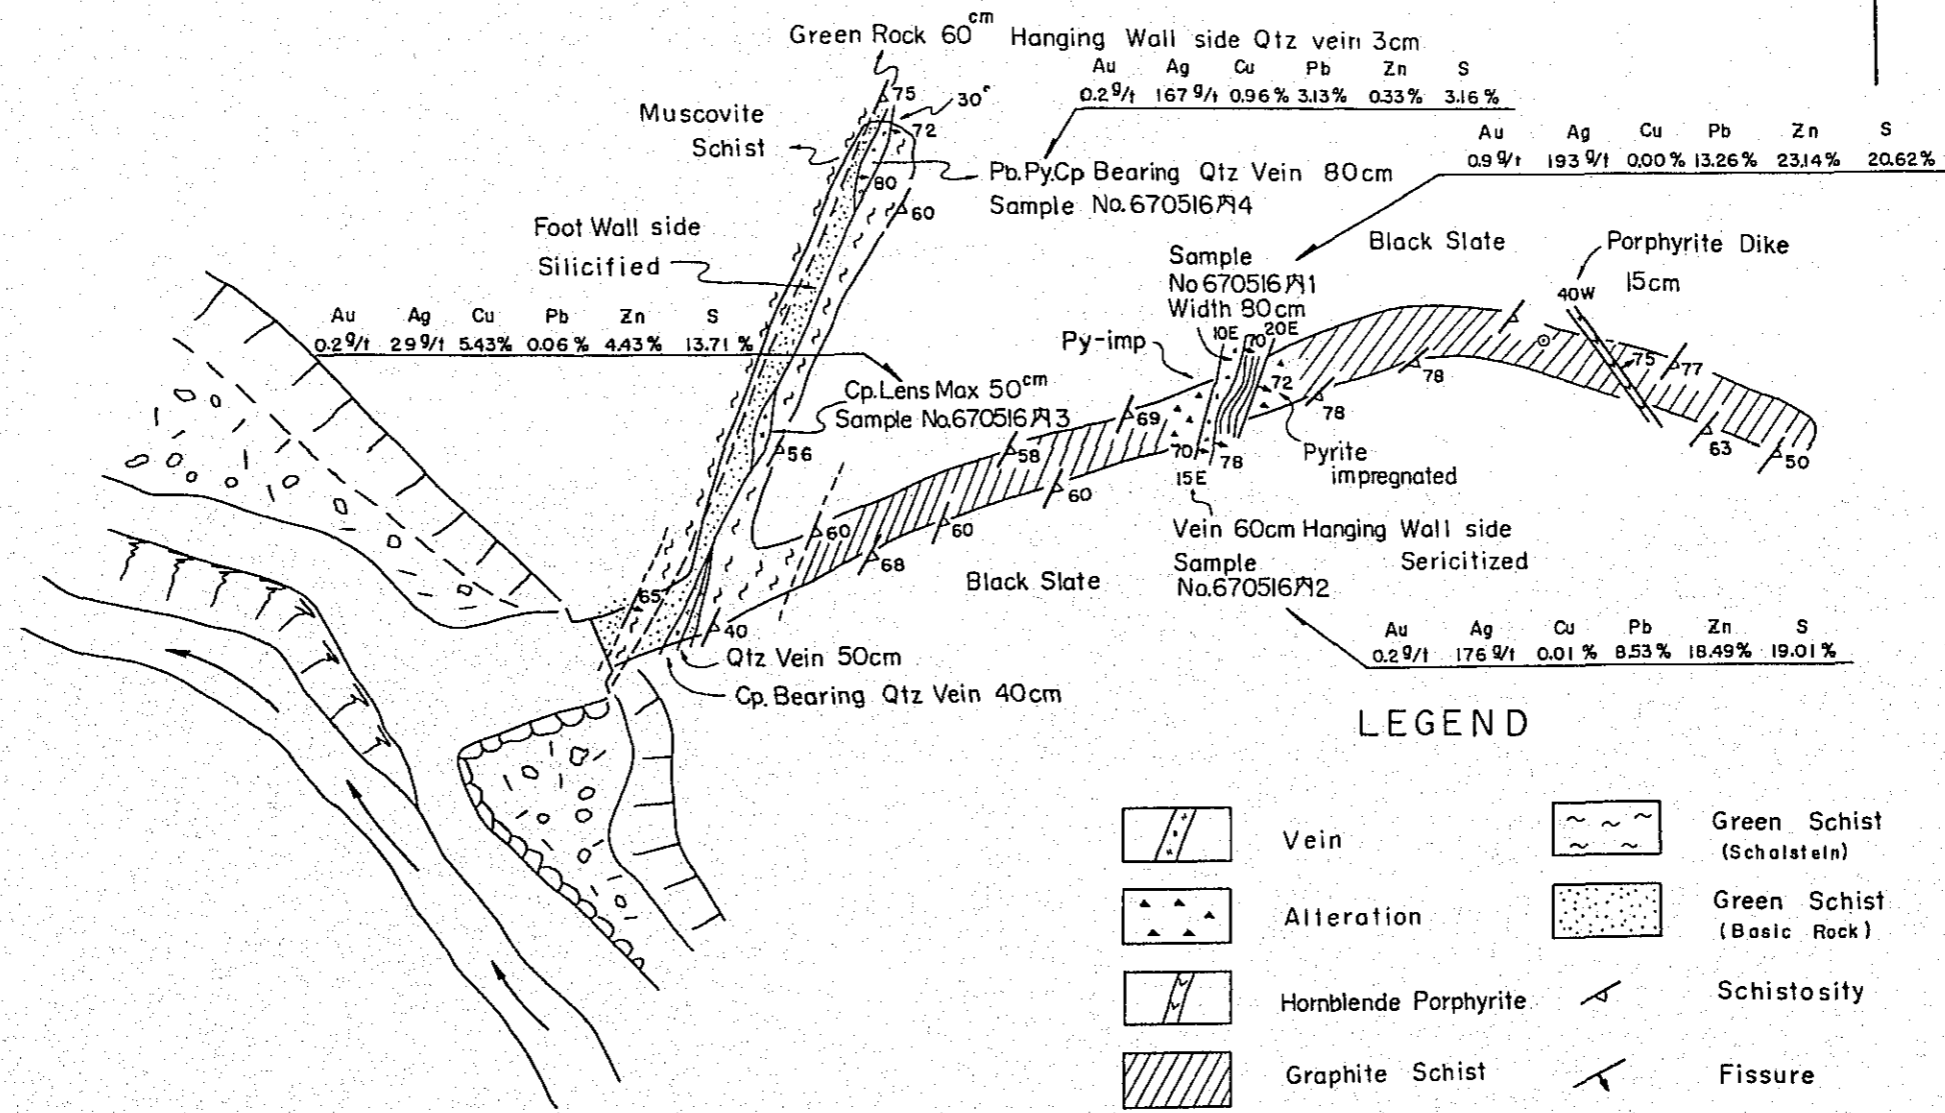 Green Rock 60cm Hanging Wall side Qtz vein 3cm
Au Ag Cu Pb Zn S
0.2g/t 167g/t 0.96% 3.13% 0.33% 3.16%
75
30°
72
Muscovite
Schist
Au Ag Cu Pb Zn S
0.9g/t 193g/t 0.00% 13.26% 23.14% 20.62%
Pb.Py.Cp Bearing Qtz Vein 80cm
Sample No.670516内4
80
60
Foot Wall side
Silicified
Sample
No 670516内1
Width 80cm
Black Slate
Porphyrite Dike
15cm
40W
Au Ag Cu Pb Zn S
0.2g/t 29g/t 5.43% 0.06% 4.43% 13.71%
Py-imp
10E 70 20E
72
78
78
75
77
Cp.Lens Max 50cm
Sample No.670516内3
56
69
58
70
78
15E
Pyrite
impregnated
63
50
60
60
60
68
Vein 60cm Hanging Wall side
Sericitized
Sample
No.670516内2
Black Slate
65
40
Au Ag Cu Pb Zn S
0.2g/t 176g/t 0.01% 8.53% 18.49% 19.01%
Qtz Vein 50cm
Cp.Bearing Qtz Vein 40cm
LEGEND
Vein
Alteration
Hornblende Porphyrite
Graphite Schist
Green Schist
(Schalstein)
Green Schist
(Basic Rock)
Schistosity
Fissure